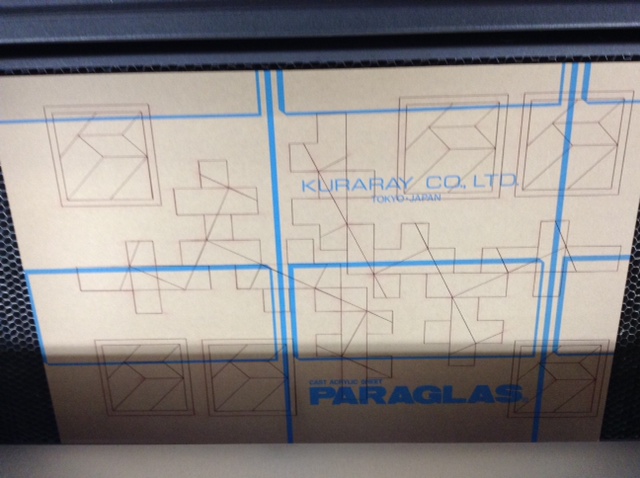 KURARAY CO., LTD.
TOKYO·JAPAN
CAST ACRYLIC SHEET
PARAGLAS